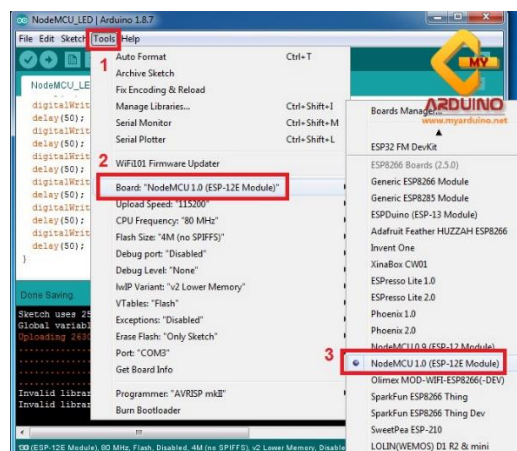 NodeMCU_LED | Arduino 1.8.7
File Edit Sketch Tools Help
1
NodeMCU_LE
digitalWrit
delay(50);
digitalWrit
delay(50);
digitalWrit
delay(50);
digitalWrit
delay(50);
digitalWrit
delay(50);
digitalWrit
delay(50);
}
Done Saving.
Sketch uses 25
Global variabl
Uploading 2630
Invalid librar
Invalid librar
Auto Format Ctrl+T
Archive Sketch
Fix Encoding & Reload
Manage Libraries... Ctrl+Shift+I
Serial Monitor Ctrl+Shift+M
Serial Plotter Ctrl+Shift+L
2
WiFi101 Firmware Updater
Board: "NodeMCU 1.0 (ESP-12E Module)"
Upload Speed: "115200"
CPU Frequency: "80 MHz"
Flash Size: "4M (no SPIFFS)"
Debug port: "Disabled"
Debug Level: "None"
lwIP Variant: "v2 Lower Memory"
VTables: "Flash"
Exceptions: "Disabled"
Erase Flash: "Only Sketch"
Port: "COM3"
Get Board Info
Programmer: "AVRISP mkII"
Burn Bootloader
MY
ARDUINO
www.myarduino.net
Boards Manager...
ESP32 FM DevKit
ESP8266 Boards (2.5.0)
Generic ESP8266 Module
Generic ESP8285 Module
ESPDuino (ESP-13 Module)
Adafruit Feather HUZZAH ESP8266
Invent One
XinaBox CW01
ESPresso Lite 1.0
ESPresso Lite 2.0
Phoenix 1.0
Phoenix 2.0
NodeMCU 0.9 (ESP-12 Module)
3
NodeMCU 1.0 (ESP-12E Module)
Olimex MOD-WIFI-ESP8266(-DEV)
SparkFun ESP8266 Thing
SparkFun ESP8266 Thing Dev
SweetPea ESP-210
LOLIN(WEMOS) D1 R2 & mini
(ESP-12E Module), 80 MHz, Flash, Disabled, 4M (no SPIFFS), v2 Lower Memory, Disable